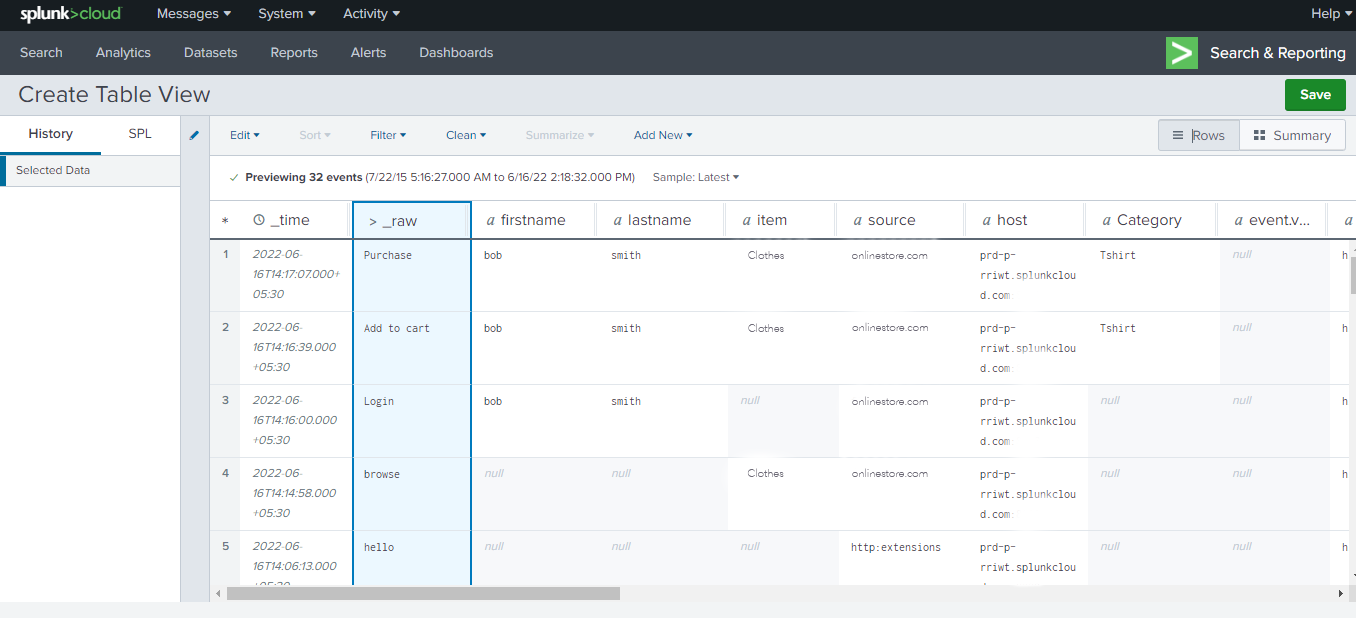 splunk>cloud Messages System Activity Help
Search Analytics Datasets Reports Alerts Dashboards > Search & Reporting
Create Table View Save
History SPL Edit Sort Filter Clean Summarize Add New Rows Summary
Selected Data
✓ Previewing 32 events (7/22/15 5:16:27.000 AM to 6/16/22 2:18:32.000 PM) Sample: Latest
* _time > _raw a firstname a lastname a item a source a host a Category a event.v... a
1 2022-06- Purchase bob smith Clothes onlinestore.com prd-p- Tshirt null h
16T14:17:07.000+ rriwt.splunkclou
05:30 d.com
2 2022-06- Add to cart bob smith Clothes onlinestore.com prd-p- Tshirt null h
16T14:16:39.000 rriwt.splunkclou
+05:30 d.com
3 2022-06- Login bob smith null onlinestore.com prd-p- null null h
16T14:16:00.000 rriwt.splunkclou
+05:30 d.com
4 2022-06- browse null null Clothes onlinestore.com prd-p- null null h
16T14:14:58.000 rriwt.splunkclou
+05:30 d.com
5 2022-06- hello null null null http:extensions prd-p- null null h
16T14:06:13.000 rriwt.splunkclou
+05:30